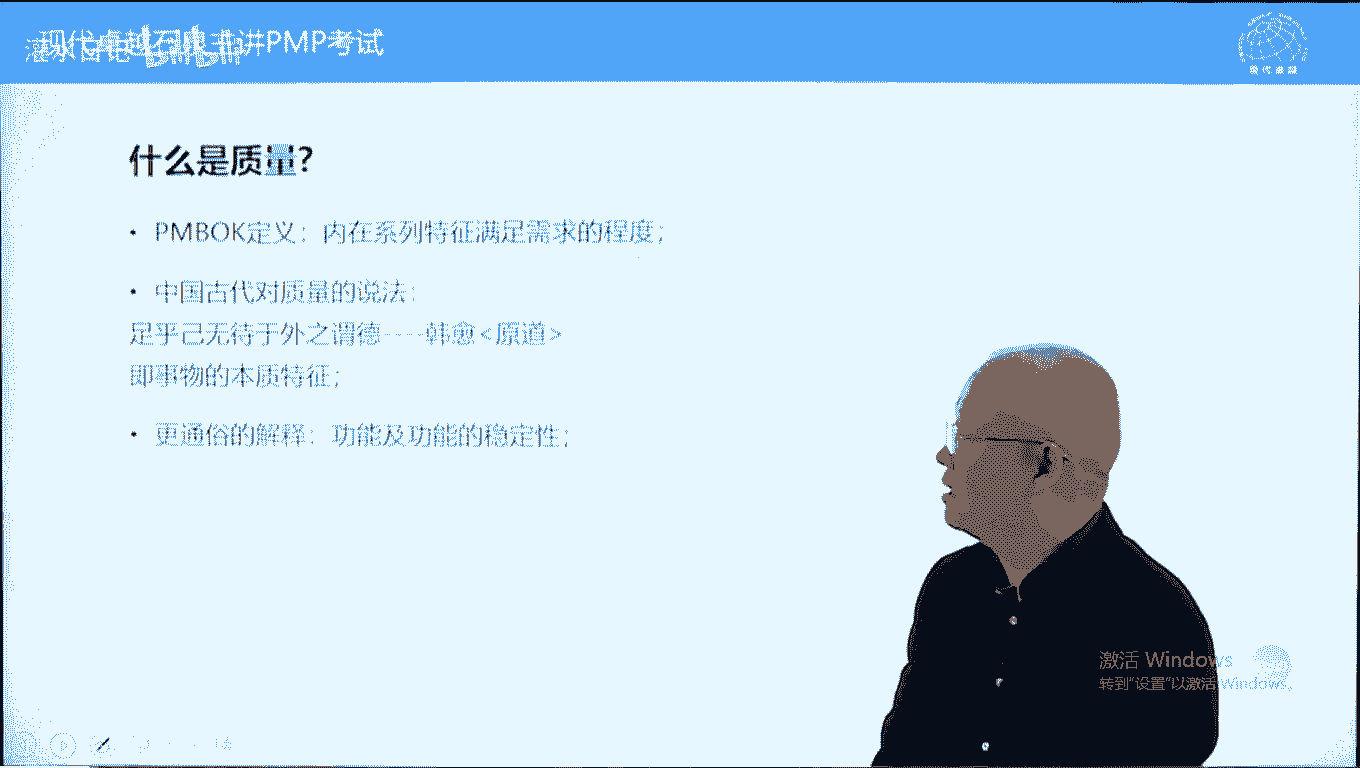 现代卓越石凯主讲PMP考试
bilibili
现代卓越
什么是质量?
• PMBOK定义：内在系列特征满足需求的程度；
• 中国古代对质量的说法：
足乎己无待于外之谓德----韩愈<原道>
即事物的本质特征；
• 更通俗的解释：功能及功能的稳定性；
激活 Windows
转到"设置"以激活 Windows。